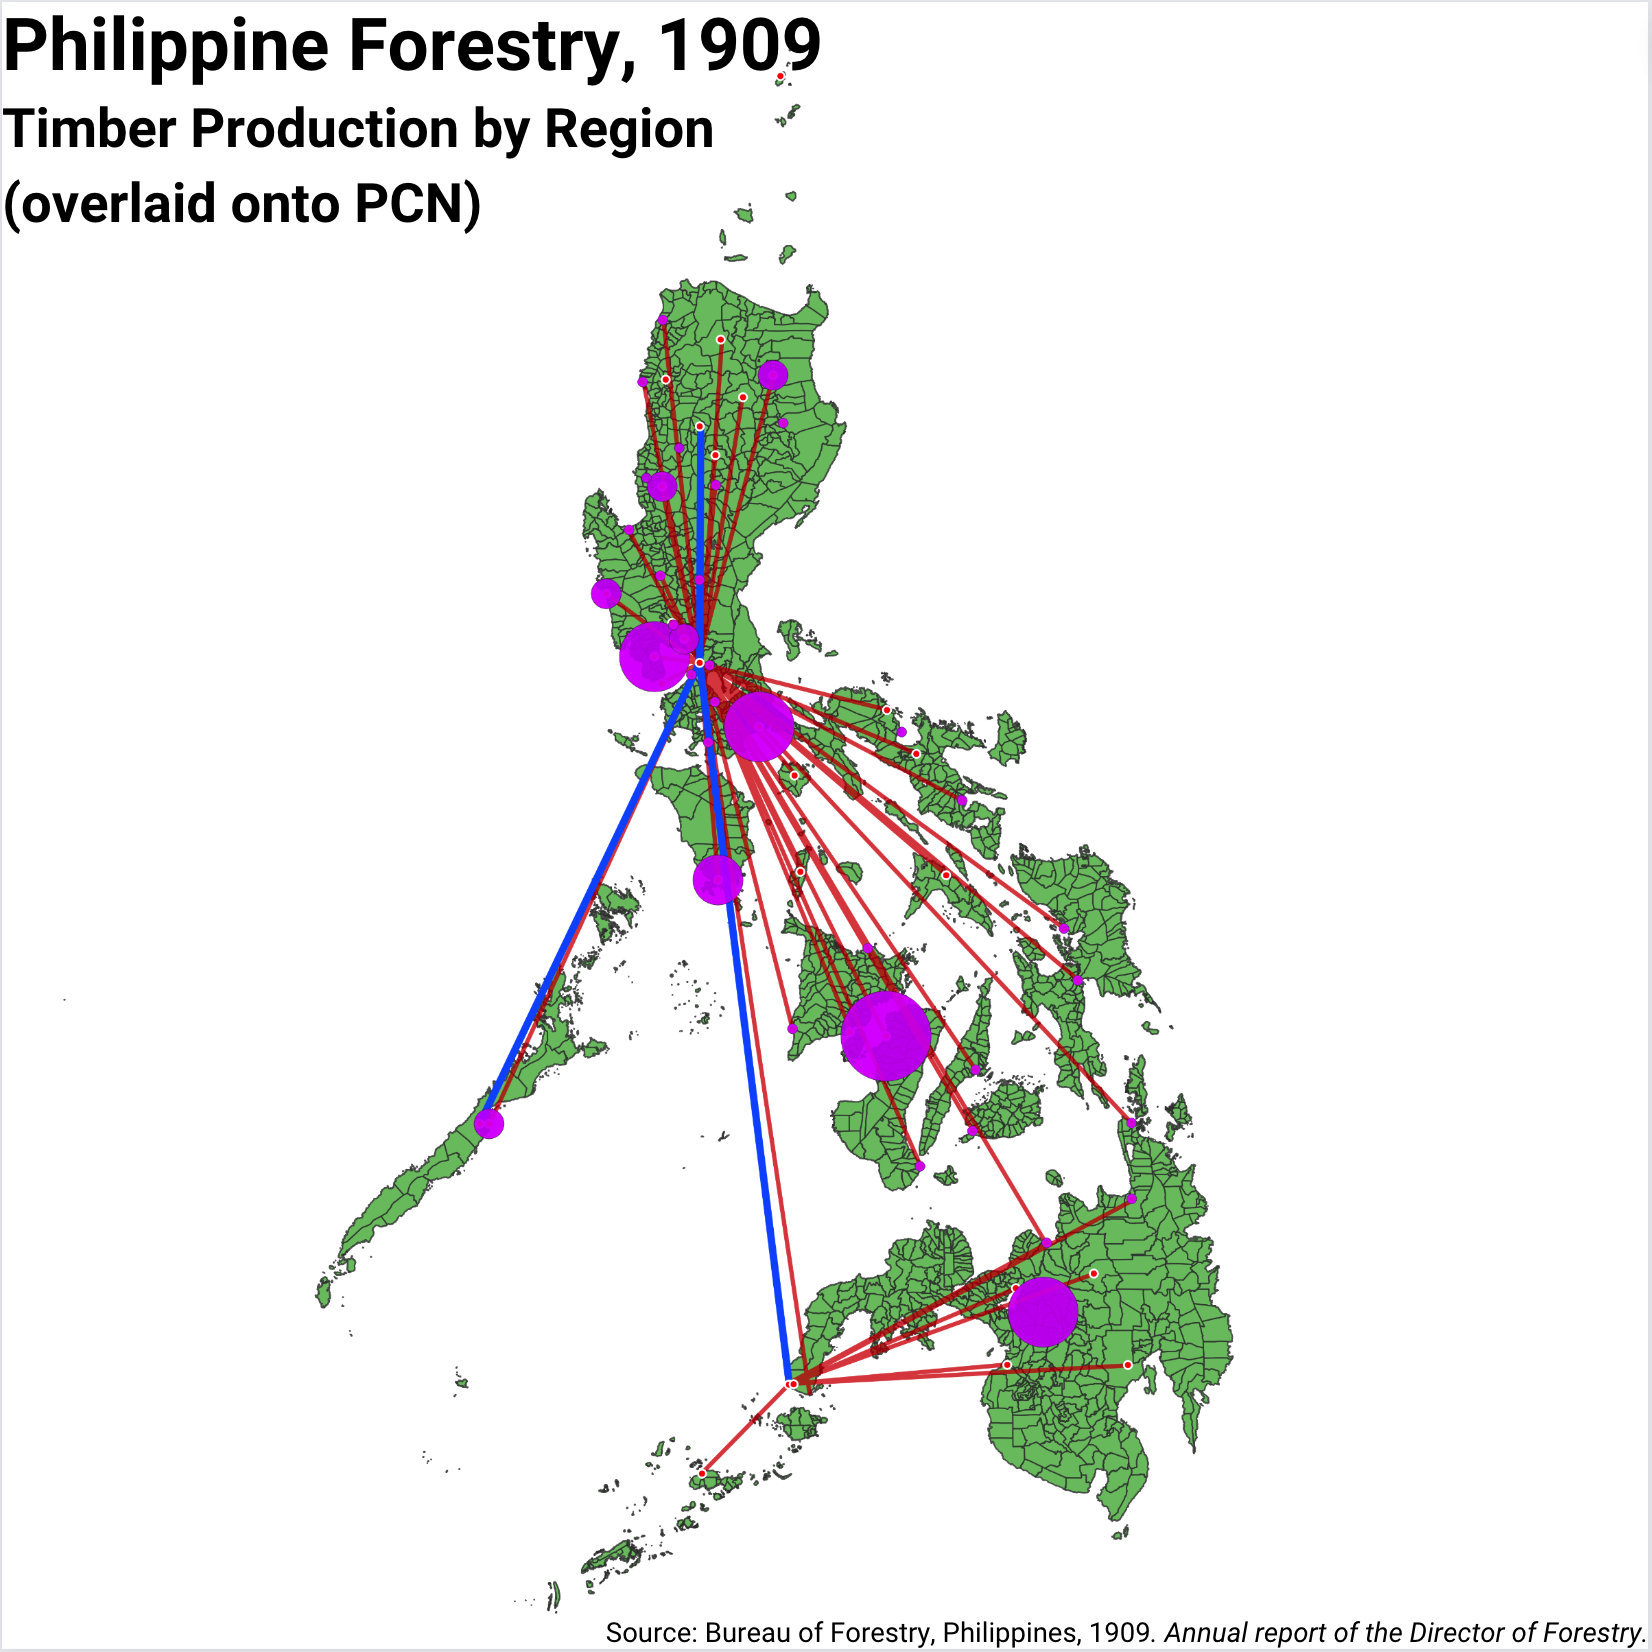 Philippine Forestry, 1909
Timber Production by Region
(overlaid onto PCN)
Source: Bureau of Forestry, Philippines, 1909. Annual report of the Director of Forestry.